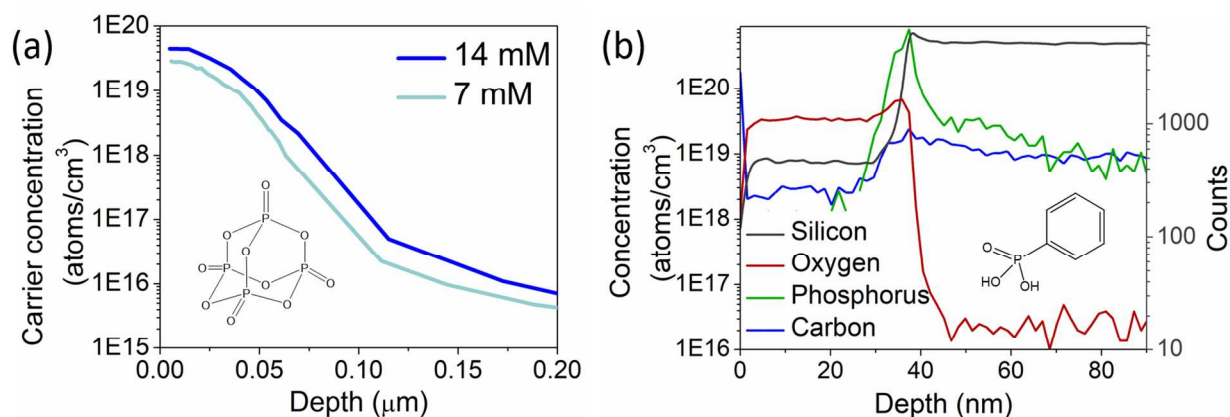 (a)
1E20
1E19
1E18
1E17
1E16
1E15
Carrier concentration
(atoms/cm³)
14 mM
7 mM
O
P
O
O
O
O
P
O
P
O
O
O
P
O
0.00
0.05
0.10
0.15
0.20
Depth (μm)
(b)
1E20
1E19
1E18
1E17
1E16
Concentration
(atoms/cm³)
Silicon
Oxygen
Phosphorus
Carbon
O
P
HO
OH
1000
100
10
Counts
0
20
40
60
80
Depth (nm)